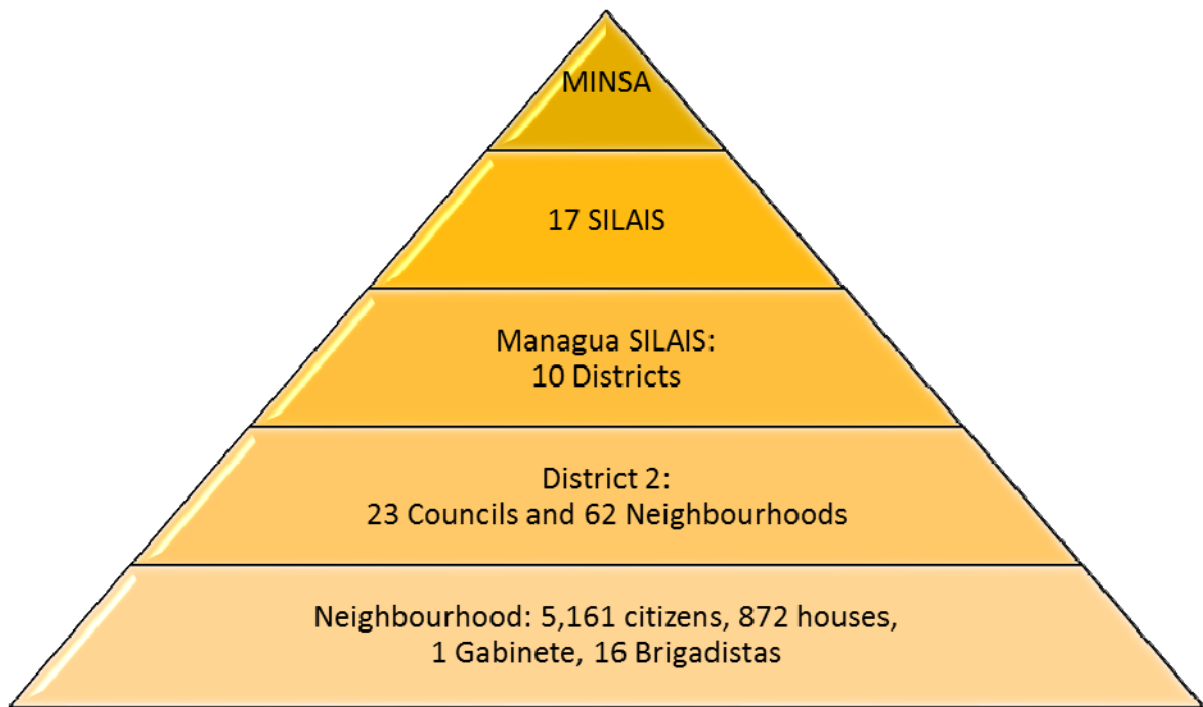 MINSA
17 SILAIS
Managua SILAIS:
10 Districts
District 2:
23 Councils and 62 Neighbourhoods
Neighbourhood: 5,161 citizens, 872 houses,
1 Gabinete, 16 Brigadistas